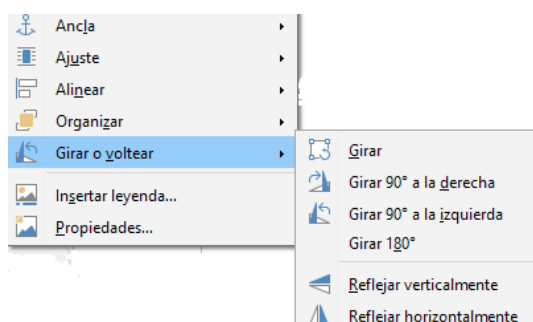 Ancla
Ajuste
Alinear
Organizar
Girar o voltear
Insertar leyenda...
Propiedades...
Girar
Girar 90° a la derecha
Girar 90° a la izquierda
Girar 180°
Reflejar verticalmente
Reflejar horizontalmente